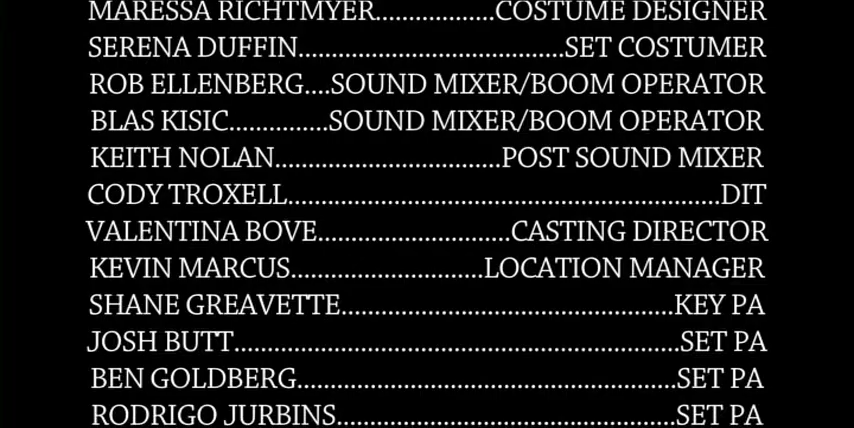 MARESSA RICHTMYER...................COSTUME DESIGNER
SERENA DUFFIN..........................................SET COSTUMER
ROB ELLENBERG....SOUND MIXER/BOOM OPERATOR
BLAS KISIC................SOUND MIXER/BOOM OPERATOR
KEITH NOLAN....................................POST SOUND MIXER
CODY TROXELL.....................................................................DIT
VALENTINA BOVE...............................CASTING DIRECTOR
KEVIN MARCUS...............................LOCATION MANAGER
SHANE GREAVETTE.....................................................KEY PA
JOSH BUTT.......................................................................SET PA
BEN GOLDBERG.............................................................SET PA
RODRIGO JURBINS......................................................SET PA